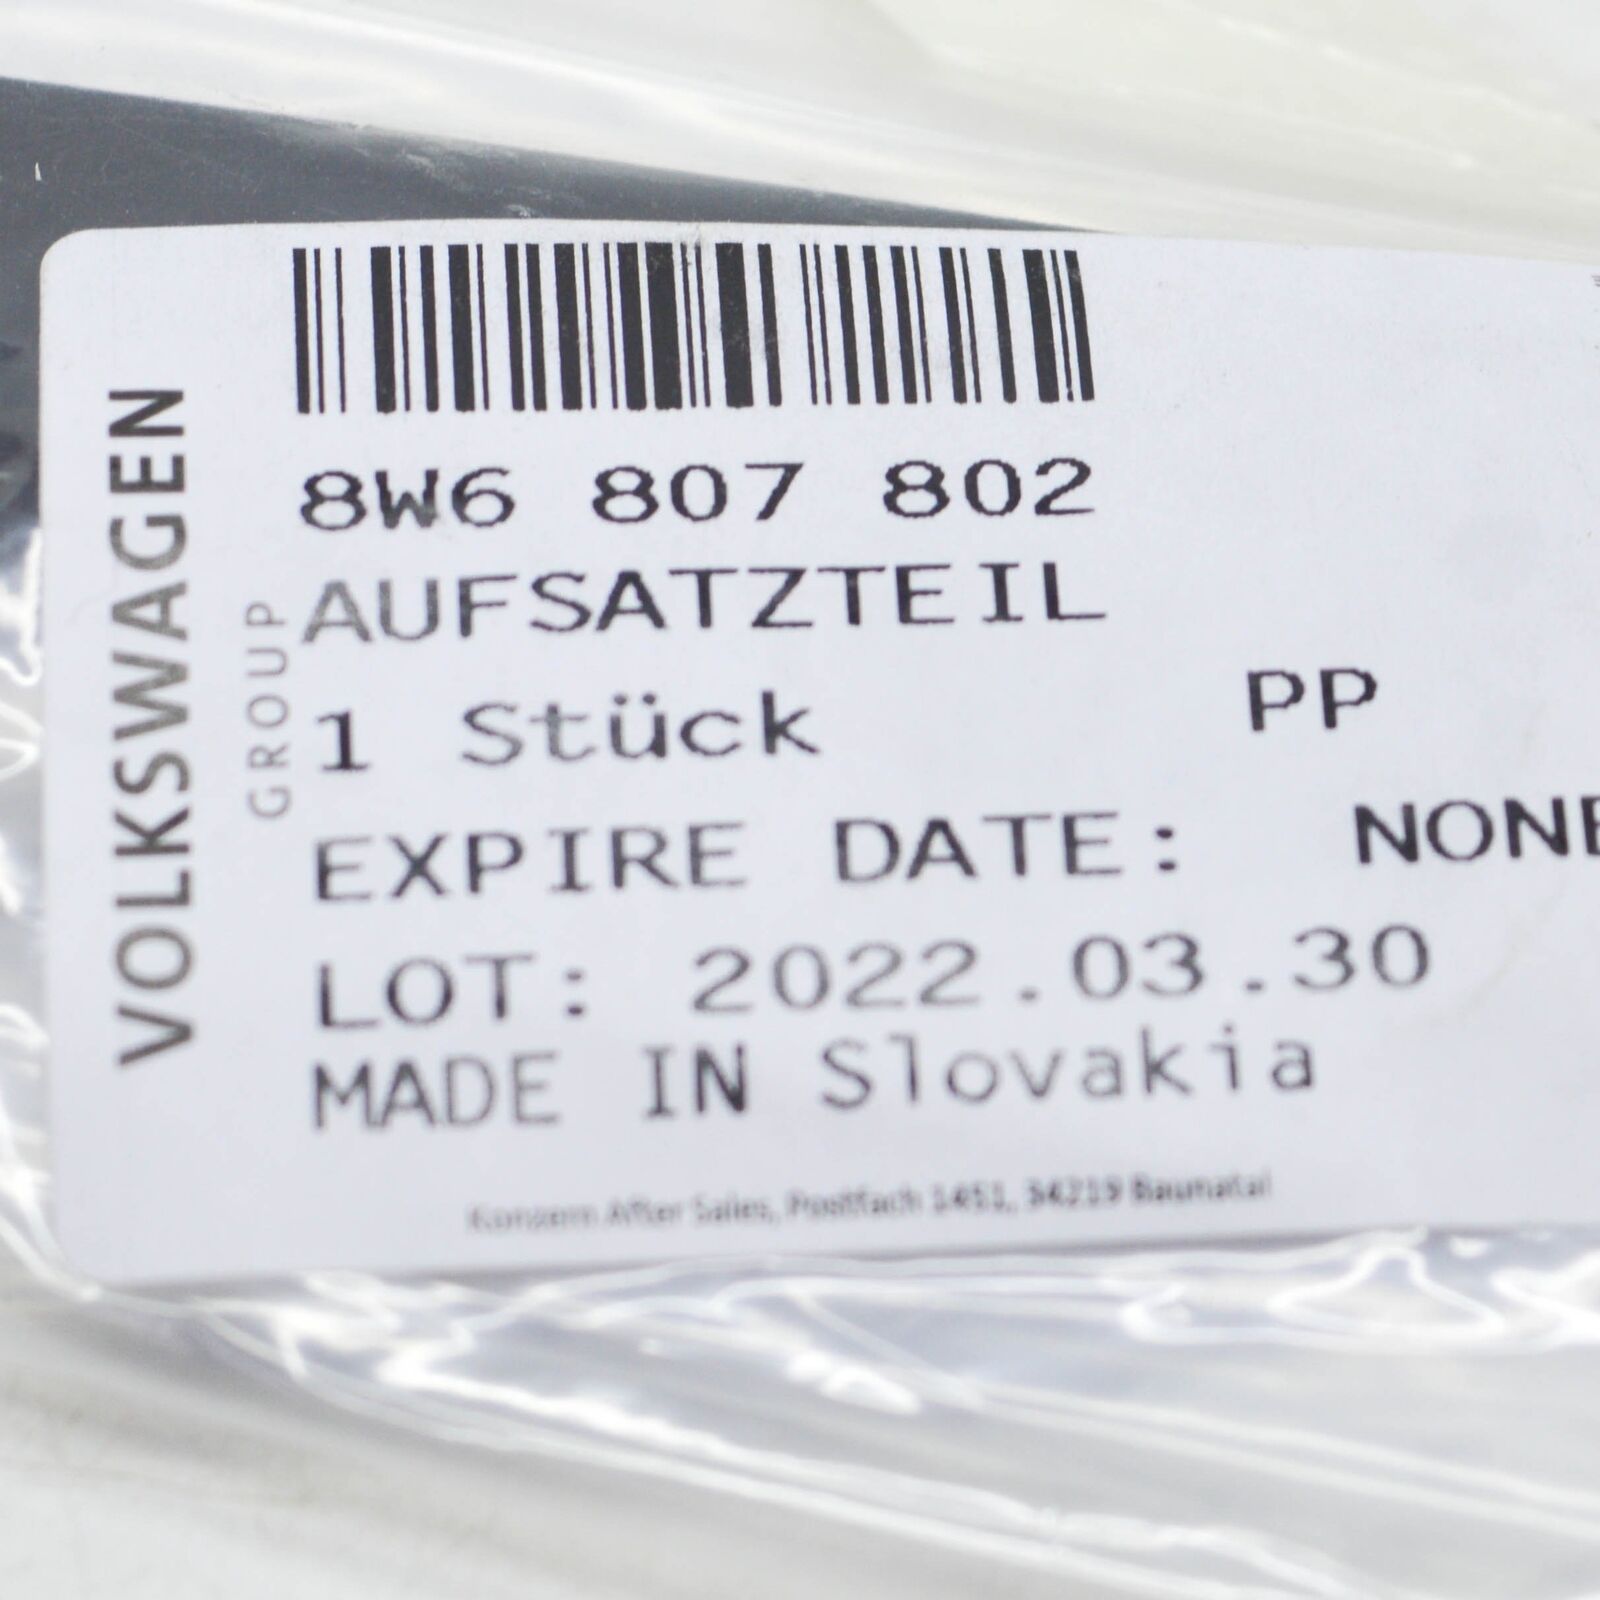 VOLKSWAGEN
GROUP
8W6 807 802
AUFSATZTEIL
1 Stück PP
EXPIRE DATE: NONE
LOT: 2022.03.30
MADE IN Slovakia
Konzern After Sales, Postfach 1451, 34219 Baunatal